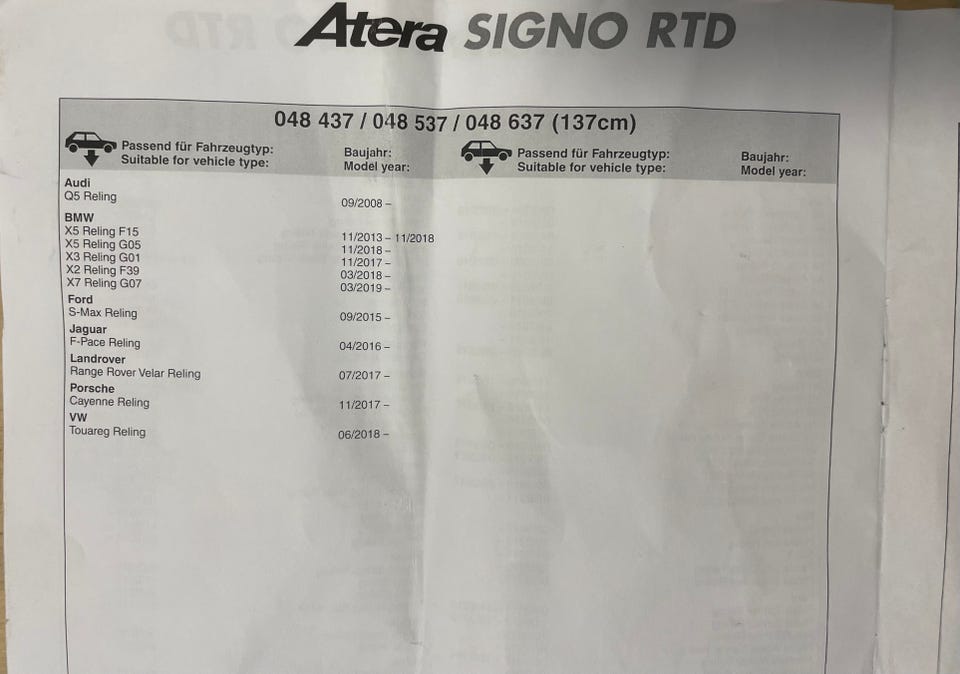 Atera SIGNO RTD
048 437 / 048 537 / 048 637 (137cm)
Passend für Fahrzeugtyp: Baujahr: Passend für Fahrzeugtyp: Baujahr:
Suitable for vehicle type: Model year: Suitable for vehicle type: Model year:
Audi
Q5 Reling 09/2008 –
BMW
X5 Reling F15 11/2013 – 11/2018
X5 Reling G05 11/2018 –
X3 Reling G01 11/2017 –
X2 Reling F39 03/2018 –
X7 Reling G07 03/2019 –
Ford
S-Max Reling 09/2015 –
Jaguar
F-Pace Reling 04/2016 –
Landrover
Range Rover Velar Reling 07/2017 –
Porsche
Cayenne Reling 11/2017 –
VW
Touareg Reling 06/2018 –